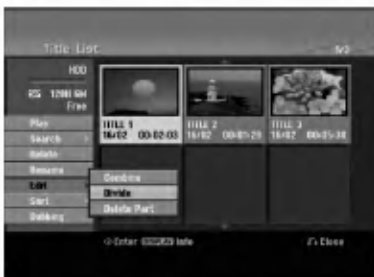 Title List
HDD
Free
TITLE 1
16/02 00:02:03
TITLE 2
16/02
TITLE 3
16/02
Play
Search
Delete
Rename
Edit
Sort
Dubbing
Combine
Divide
Delete Part
Enter DISPLAY Info
Close